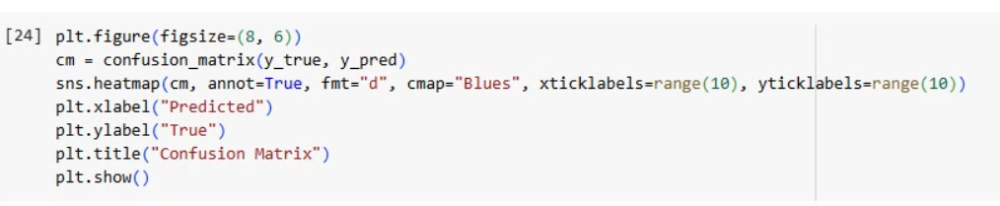 [24] plt.figure(figsize=(8, 6))
cm = confusion_matrix(y_true, y_pred)
sns.heatmap(cm, annot=True, fmt="d", cmap="Blues", xticklabels=range(10), yticklabels=range(10))
plt.xlabel("Predicted")
plt.ylabel("True")
plt.title("Confusion Matrix")
plt.show()